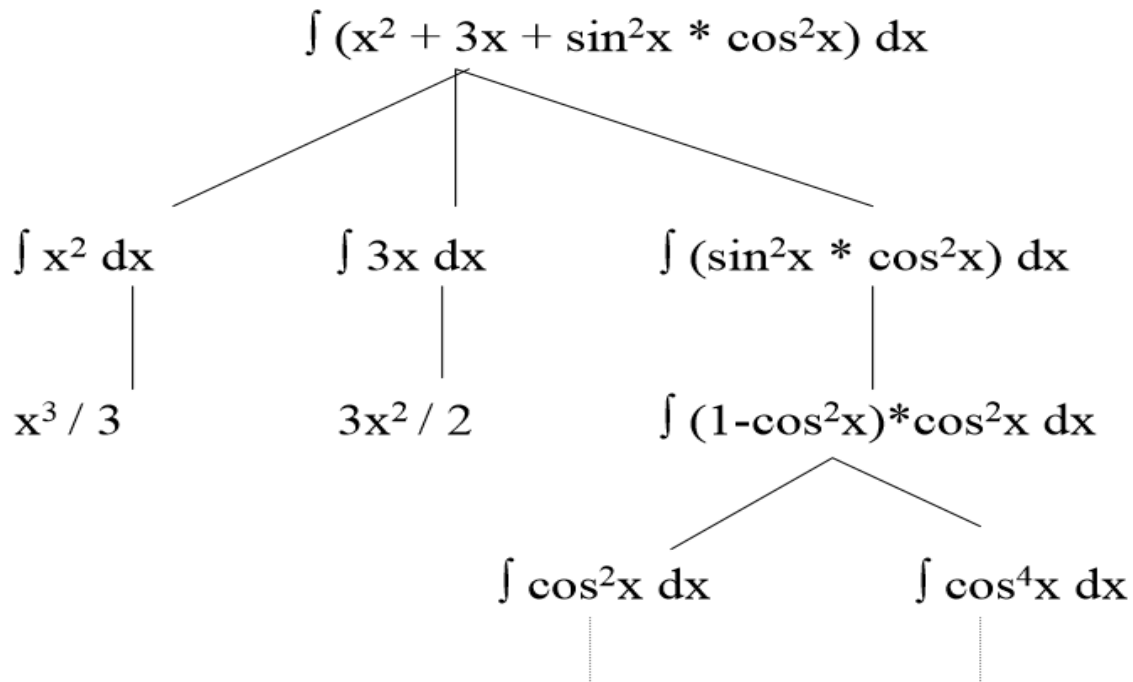 ∫ (x² + 3x + sin²x * cos²x) dx
∫ x² dx
∫ 3x dx
∫ (sin²x * cos²x) dx
x³ / 3
3x² / 2
∫ (1-cos²x)*cos²x dx
∫ cos²x dx
∫ cos⁴x dx